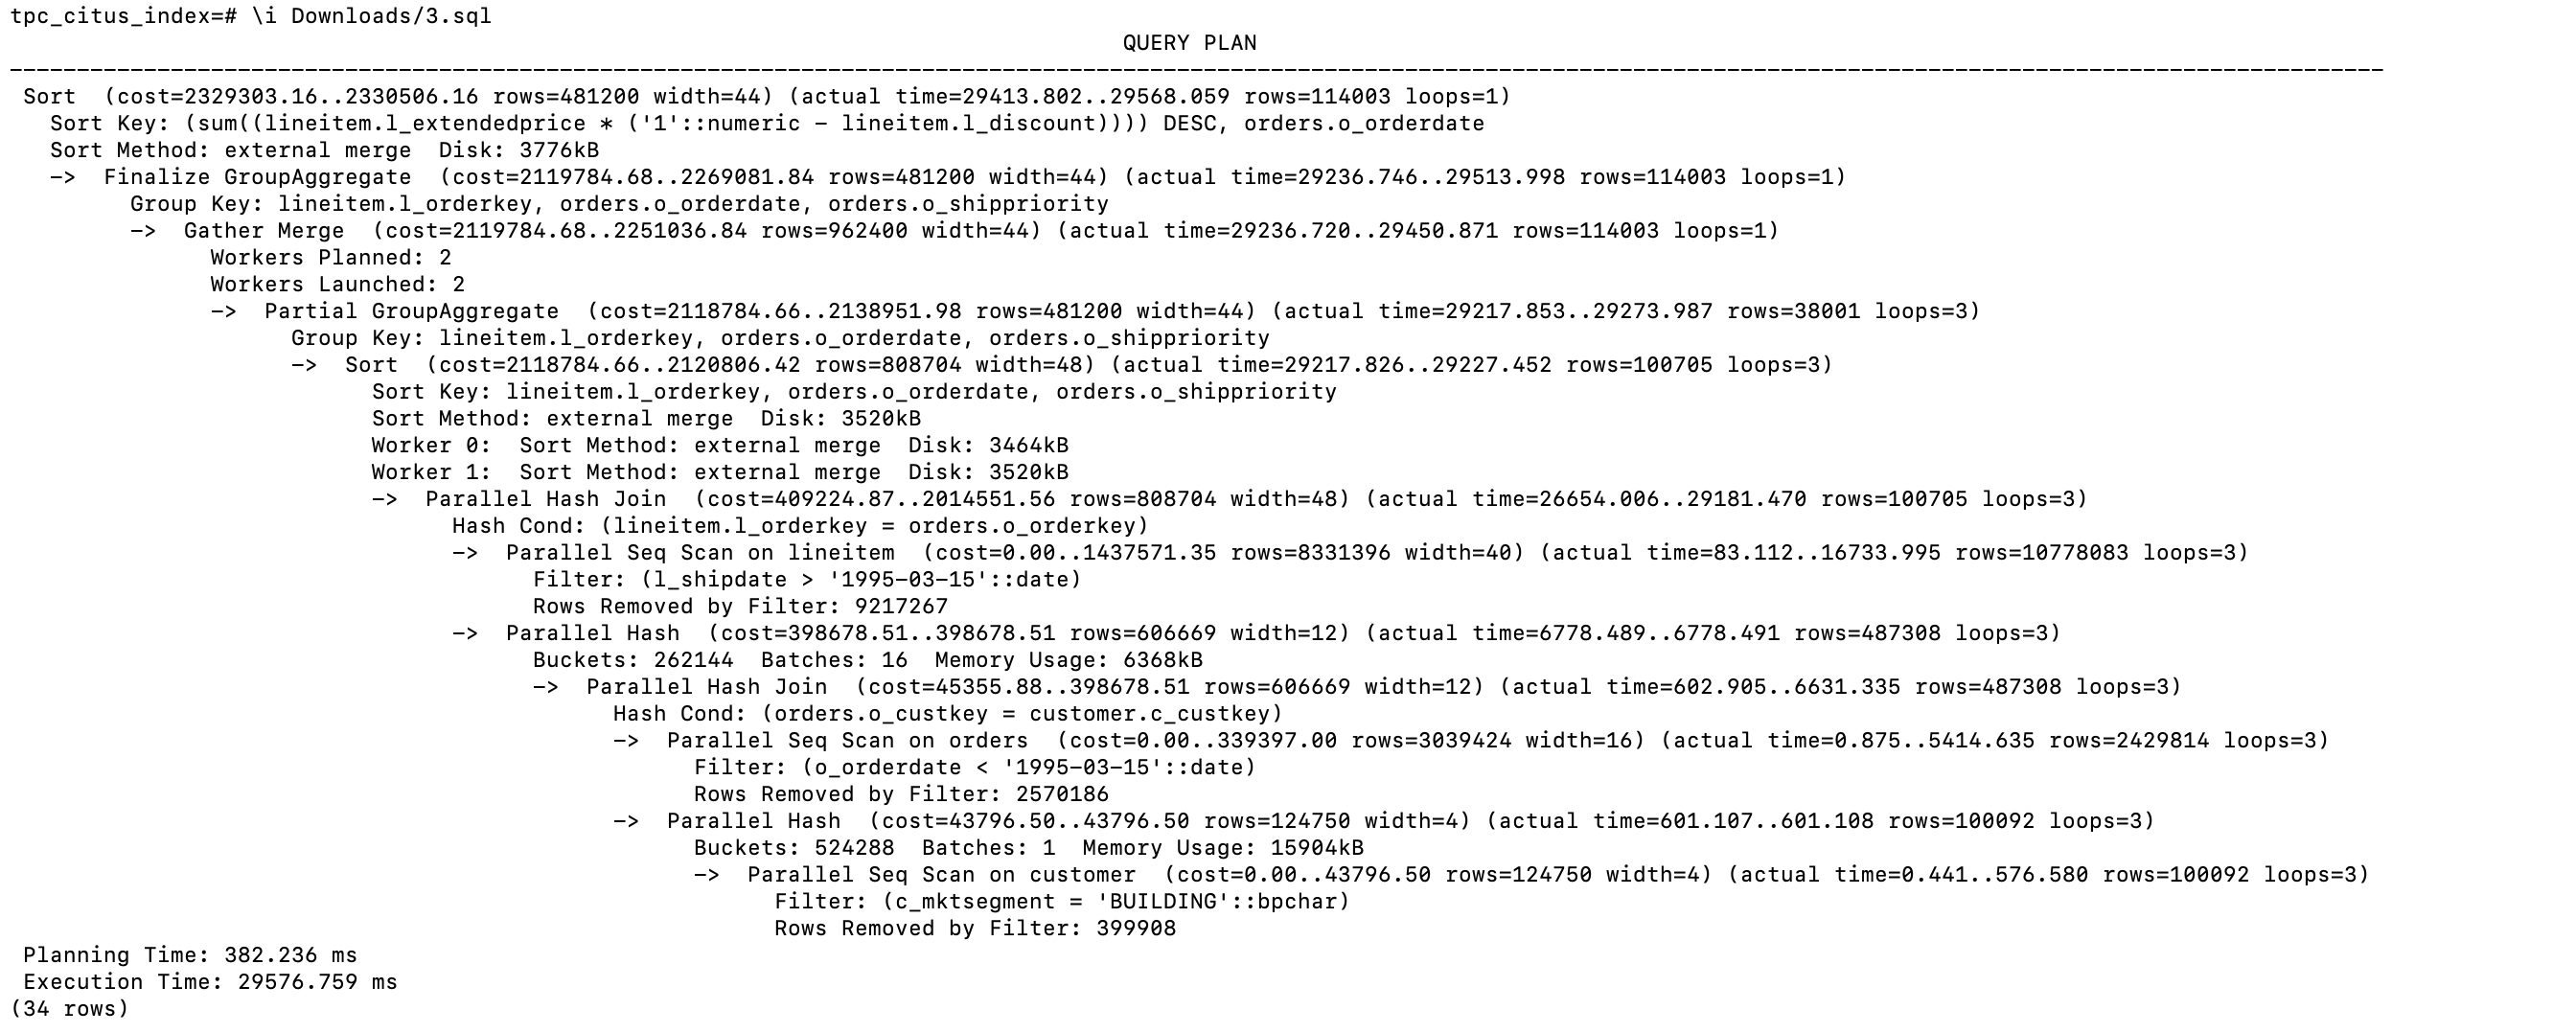 tpc_citus_index=# \i Downloads/3.sql
QUERY PLAN
Sort  (cost=2329303.16..2330506.16 rows=481200 width=44) (actual time=29413.802..29568.059 rows=114003 loops=1)
Sort Key: (sum((lineitem.l_extendedprice * ('1'::numeric - lineitem.l_discount)))) DESC, orders.o_orderdate
Sort Method: external merge  Disk: 3776kB
->  Finalize GroupAggregate  (cost=2119784.68..2269081.84 rows=481200 width=44) (actual time=29236.746..29513.998 rows=114003 loops=1)
Group Key: lineitem.l_orderkey, orders.o_orderdate, orders.o_shippriority
->  Gather Merge  (cost=2119784.68..2251036.84 rows=962400 width=44) (actual time=29236.720..29450.871 rows=114003 loops=1)
Workers Planned: 2
Workers Launched: 2
->  Partial GroupAggregate  (cost=2118784.66..2138951.98 rows=481200 width=44) (actual time=29217.853..29273.987 rows=38001 loops=3)
Group Key: lineitem.l_orderkey, orders.o_orderdate, orders.o_shippriority
->  Sort  (cost=2118784.66..2120806.42 rows=808704 width=48) (actual time=29217.826..29227.452 rows=100705 loops=3)
Sort Key: lineitem.l_orderkey, orders.o_orderdate, orders.o_shippriority
Sort Method: external merge  Disk: 3520kB
Worker 0:  Sort Method: external merge  Disk: 3464kB
Worker 1:  Sort Method: external merge  Disk: 3520kB
->  Parallel Hash Join  (cost=409224.87..2014551.56 rows=808704 width=48) (actual time=26654.006..29181.470 rows=100705 loops=3)
Hash Cond: (lineitem.l_orderkey = orders.o_orderkey)
->  Parallel Seq Scan on lineitem  (cost=0.00..1437571.35 rows=8331396 width=40) (actual time=83.112..16733.995 rows=10778083 loops=3)
Filter: (l_shipdate > '1995-03-15'::date)
Rows Removed by Filter: 9217267
->  Parallel Hash  (cost=398678.51..398678.51 rows=606669 width=12) (actual time=6778.489..6778.491 rows=487308 loops=3)
Buckets: 262144  Batches: 16  Memory Usage: 6368kB
->  Parallel Hash Join  (cost=45355.88..398678.51 rows=606669 width=12) (actual time=602.905..6631.335 rows=487308 loops=3)
Hash Cond: (orders.o_custkey = customer.c_custkey)
->  Parallel Seq Scan on orders  (cost=0.00..339397.00 rows=3039424 width=16) (actual time=0.875..5414.635 rows=2429814 loops=3)
Filter: (o_orderdate < '1995-03-15'::date)
Rows Removed by Filter: 2570186
->  Parallel Hash  (cost=43796.50..43796.50 rows=124750 width=4) (actual time=601.107..601.108 rows=100092 loops=3)
Buckets: 524288  Batches: 1  Memory Usage: 15904kB
->  Parallel Seq Scan on customer  (cost=0.00..43796.50 rows=124750 width=4) (actual time=0.441..576.580 rows=100092 loops=3)
Filter: (c_mktsegment = 'BUILDING'::bpchar)
Rows Removed by Filter: 399908
Planning Time: 382.236 ms
Execution Time: 29576.759 ms
(34 rows)